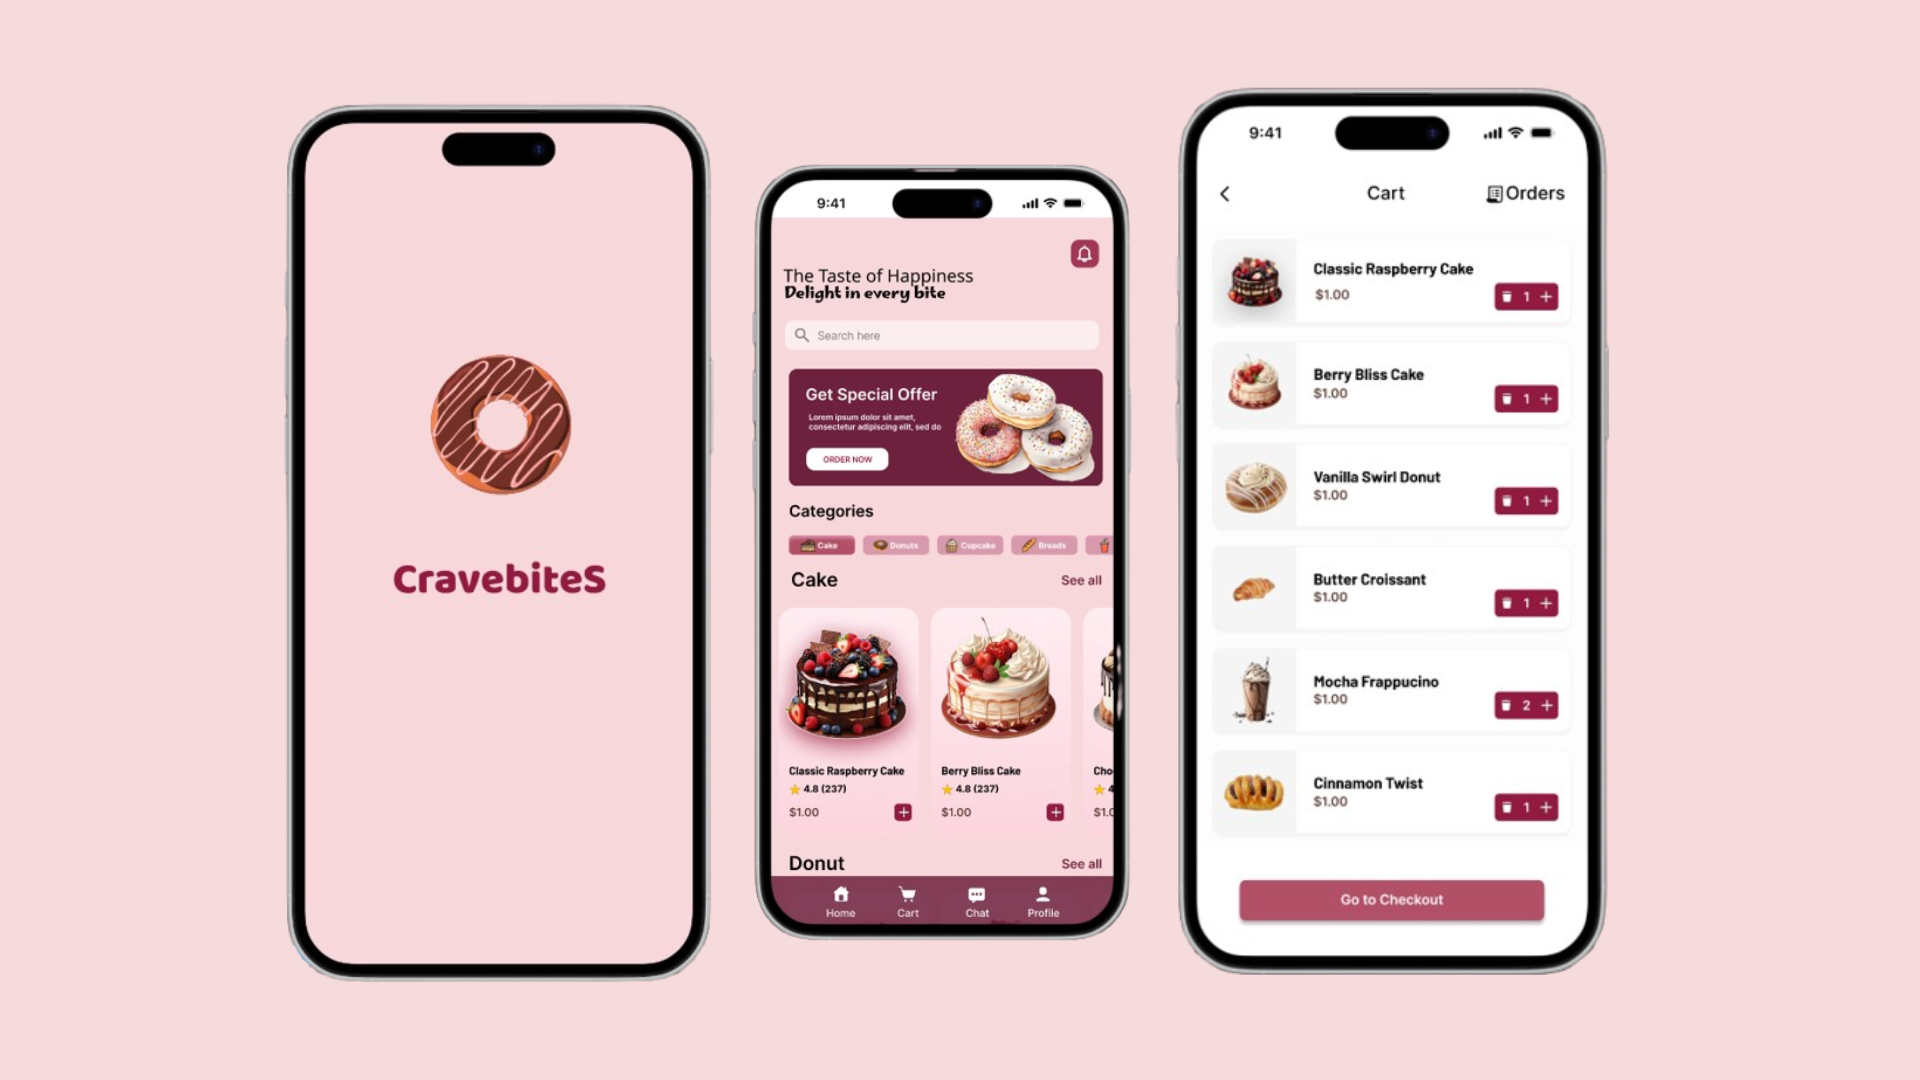 CravebiteS
9:41
The Taste of Happiness
Delight in every bite
Search here
Get Special Offer
Lorem ipsum dolor sit amet,
consectetur adipiscing elit, sed do
ORDER NOW
Categories
Cake Donuts Cupcake Breads
Cake See all
Classic Raspberry Cake Berry Bliss Cake Cho
4.8 (237) 4.8 (237) 4
$1.00 $1.00 $1.0
Donut See all
Home Cart Chat Profile
9:41
Cart Orders
Classic Raspberry Cake
$1.00
1 +
Berry Bliss Cake
$1.00
1 +
Vanilla Swirl Donut
$1.00
1 +
Butter Croissant
$1.00
1 +
Mocha Frappucino
$1.00
2 +
Cinnamon Twist
$1.00
1 +
Go to Checkout